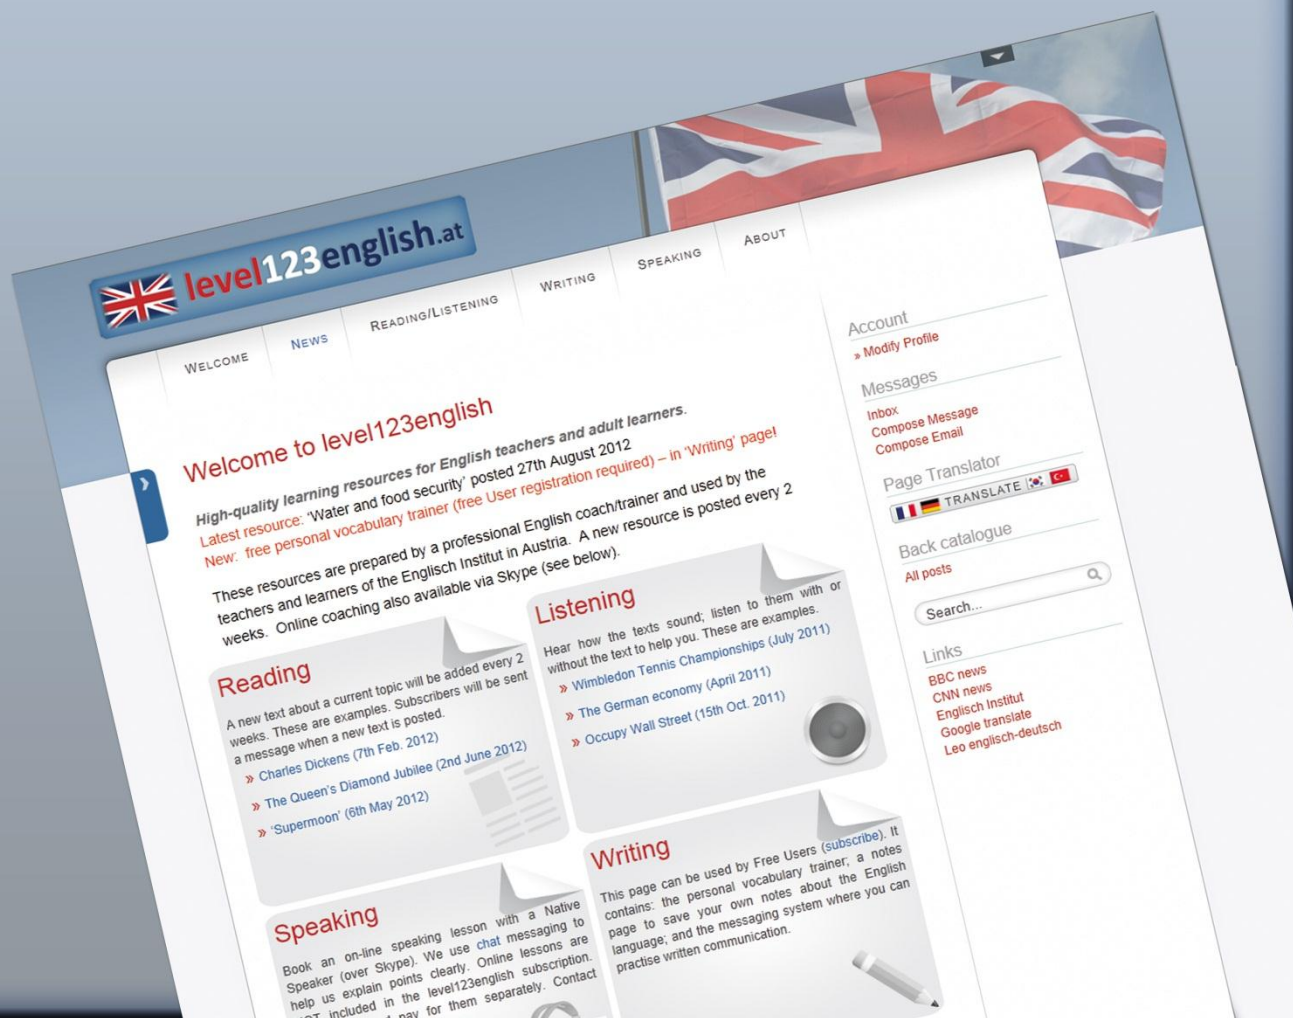 level123english.at
WELCOME
NEWS
READING/LISTENING
WRITING
SPEAKING
ABOUT
Welcome to level123english
High-quality learning resources for English teachers and adult learners.
Latest resource: 'Water and food security' posted 27th August 2012
New: free personal vocabulary trainer (free User registration required) – in 'Writing' page!
These resources are prepared by a professional English coach/trainer and used by the
teachers and learners of the Englisch Institut in Austria. A new resource is posted every 2
weeks. Online coaching also available via Skype (see below).
Reading
A new text about a current topic will be added every 2
weeks. These are examples. Subscribers will be sent
a message when a new text is posted.
» Charles Dickens (7th Feb. 2012)
» The Queen's Diamond Jubilee (2nd June 2012)
» 'Supermoon' (6th May 2012)
Listening
Hear how the texts sound; listen to them with or
without the text to help you. These are examples.
» Wimbledon Tennis Championships (July 2011)
» The German economy (April 2011)
» Occupy Wall Street (15th Oct. 2011)
Speaking
Book an on-line speaking lesson with a Native
Speaker (over Skype). We use chat messaging to
help us explain points clearly. Online lessons are
included in the level123english subscription.
pay for them separately. Contact
Writing
This page can be used by Free Users (subscribe). It
contains: the personal vocabulary trainer; a notes
page to save your own notes about the English
language; and the messaging system where you can
practise written communication.
Account
» Modify Profile
Messages
Inbox
Compose Message
Compose Email
Page Translator
TRANSLATE
Back catalogue
All posts
Search...
Links
BBC news
CNN news
Englisch Institut
Google translate
Leo englisch-deutsch